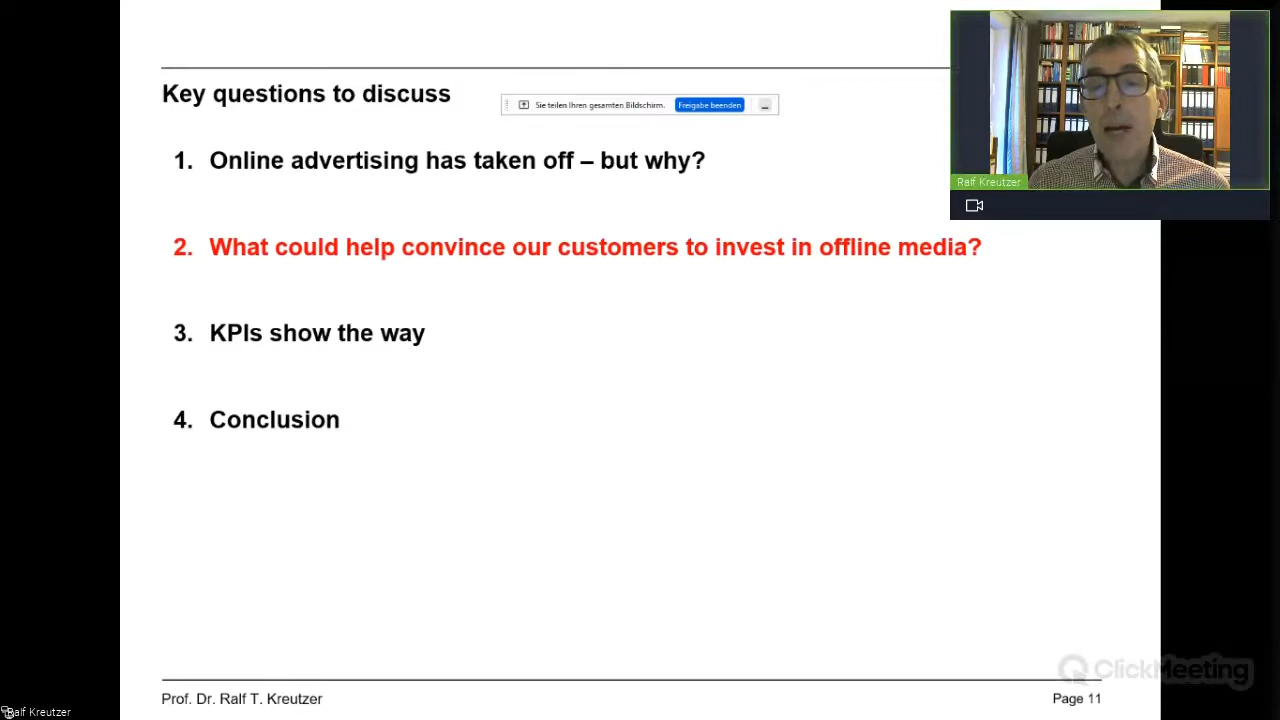 Key questions to discuss
Sie teilen Ihren gesamten Bildschirm. Freigabe beenden
1. Online advertising has taken off – but why?
Ralf Kreutzer
2. What could help convince our customers to invest in offline media?
3. KPIs show the way
4. Conclusion
ClickMeeting
Prof. Dr. Ralf T. Kreutzer
Page 11
Ralf Kreutzer